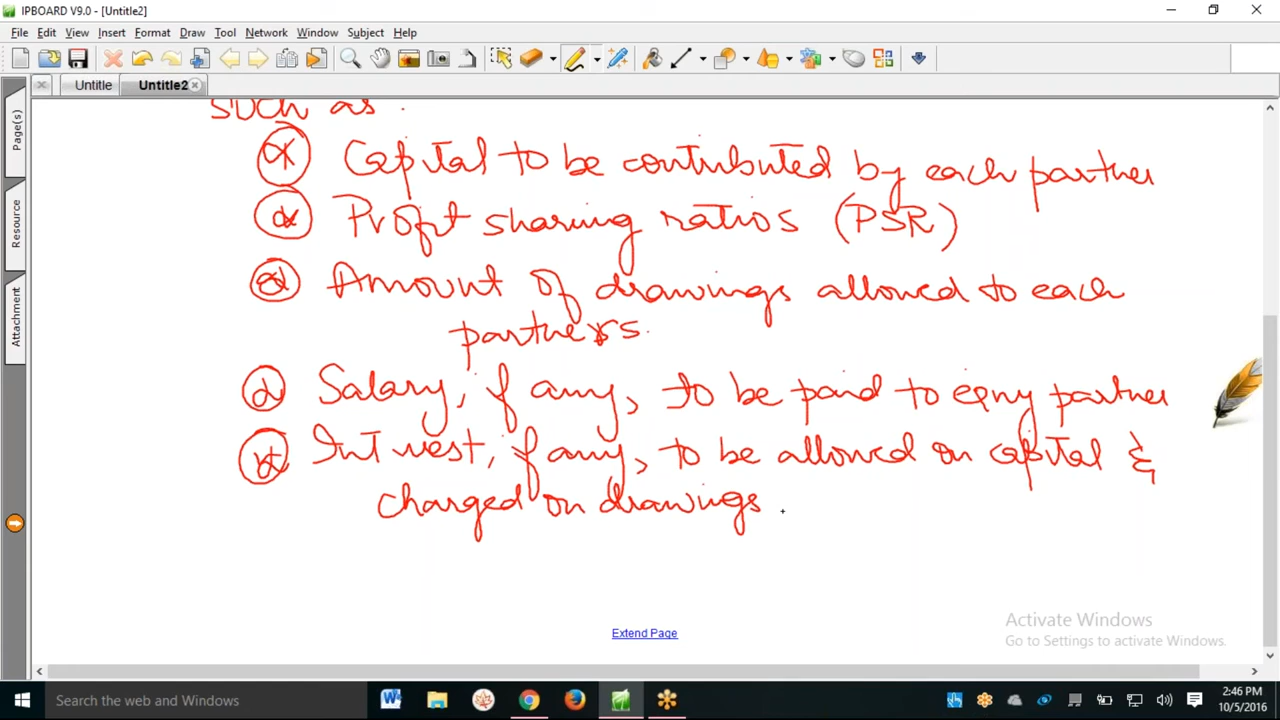 IPBOARD V9.0 - [Untitle2]
File Edit View Insert Format Draw Tool Network Window Subject Help
Untitle Untitle2
Page(s)
Resource
Attachment
such as.
Capital to be contributed by each partner
Profit sharing ratios (PSR)
Amount of drawings allowed to each
partners.
Salary, if any, to be paid to any partner
Interest, if any, to be allowed on capital &
charged on drawings
Extend Page
Activate Windows
Go to Settings to activate Windows.
Search the web and Windows
2:46 PM
10/5/2016